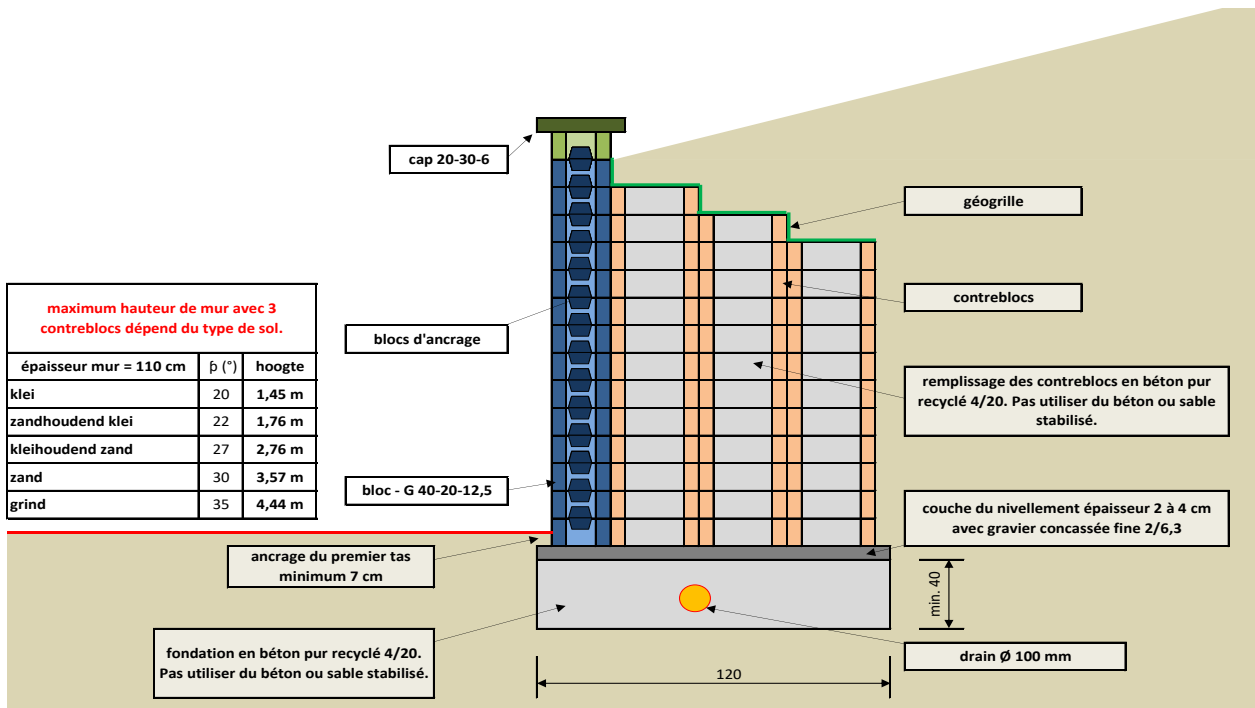 cap 20-30-6
géogrille
maximum hauteur de mur avec 3
contreblocs dépend du type de sol.
épaisseur mur = 110 cm þ (°) hoogte
klei 20 1,45 m
zandhoudend klei 22 1,76 m
kleihoudend zand 27 2,76 m
zand 30 3,57 m
grind 35 4,44 m
contreblocs
blocs d'ancrage
remplissage des contreblocs en béton pur
recyclé 4/20. Pas utiliser du béton ou sable
stabilisé.
bloc - G 40-20-12,5
couche du nivellement épaisseur 2 à 4 cm
avec gravier concassée fine 2/6,3
ancrage du premier tas
minimum 7 cm
min. 40
fondation en béton pur recyclé 4/20.
Pas utiliser du béton ou sable stabilisé.
drain Ø 100 mm
120